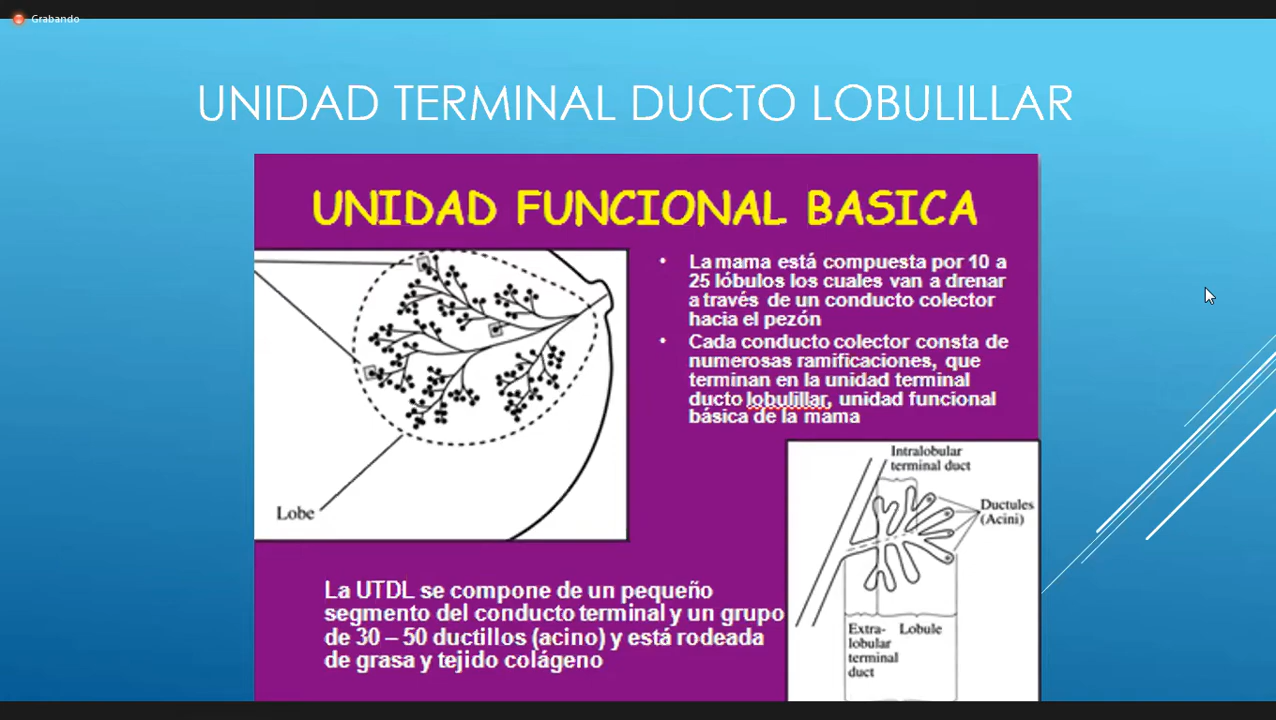 Grabando
UNIDAD TERMINAL DUCTO LOBULILLAR
UNIDAD FUNCIONAL BASICA
• La mama está compuesta por 10 a
25 lóbulos los cuales van a drenar
a través de un conducto colector
hacia el pezón
• Cada conducto colector consta de
numerosas ramificaciones, que
terminan en la unidad terminal
ducto lobulillar, unidad funcional
básica de la mama
Lobe
Intralobular
terminal duct
Ductules
(Acini)
Extra-
lobular
terminal
duct
Lobule
La UTDL se compone de un pequeño
segmento del conducto terminal y un grupo
de 30 – 50 ductillos (acino) y está rodeada
de grasa y tejido colágeno